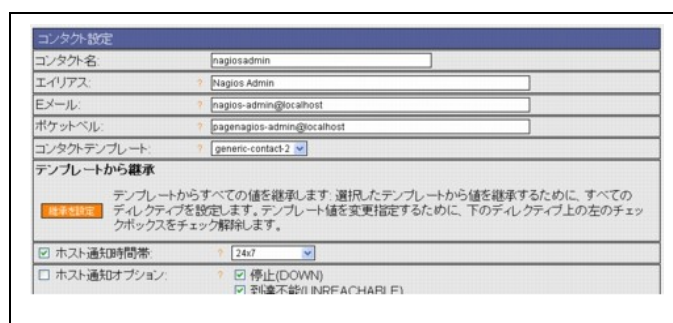 コンタクト設定
コンタクト名:
nagiosadmin
エイリアス: ? Nagios Admin
Eメール: ? nagios-admin@localhost
ポケットベル: ? pagenagios-admin@localhost
コンタクトテンプレート: ? generic-contact-2
テンプレートから継承
継承を設定
テンプレートからすべての値を継承します: 選択したテンプレートから値を継承するために、すべての
ディレクティブを設定します。テンプレート値を変更指定するために、下のディレクティブ上の左のチェッ
クボックスをチェック解除します。
ホスト通知時間帯: ? 24x7
ホスト通知オプション: ? 停止(DOWN)
到達不能(UNREACHABLE)